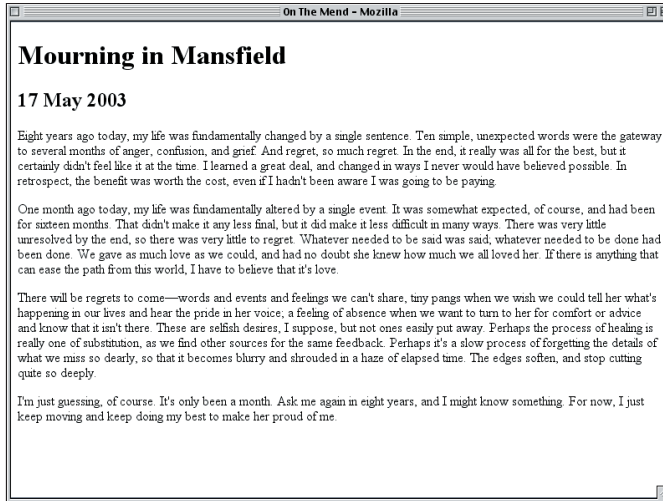 On The Mend – Mozilla
Mourning in Mansfield
17 May 2003
Eight years ago today, my life was fundamentally changed by a single sentence. Ten simple, unexpected words were the gateway
to several months of anger, confusion, and grief. And regret, so much regret. In the end, it really was all for the best, but it
certainly didn't feel like it at the time. I learned a great deal, and changed in ways I never would have believed possible. In
retrospect, the benefit was worth the cost, even if I hadn't been aware I was going to be paying.
One month ago today, my life was fundamentally altered by a single event. It was somewhat expected, of course, and had been
for sixteen months. That didn't make it any less final, but it did make it less difficult in many ways. There was very little
unresolved by the end, so there was very little to regret. Whatever needed to be said was said; whatever needed to be done had
been done. We gave as much love as we could, and had no doubt she knew how much we all loved her. If there is anything that
can ease the path from this world, I have to believe that it's love.
There will be regrets to come—words and events and feelings we can't share, tiny pangs when we wish we could tell her what's
happening in our lives and hear the pride in her voice; a feeling of absence when we want to turn to her for comfort or advice
and know that it isn't there. These are selfish desires, I suppose, but not ones easily put away. Perhaps the process of healing is
really one of substitution, as we find other sources for the same feedback. Perhaps it's a slow process of forgetting the details of
what we miss so dearly, so that it becomes blurry and shrouded in a haze of elapsed time. The edges soften, and stop cutting
quite so deeply.
I'm just guessing, of course. It's only been a month. Ask me again in eight years, and I might know something. For now, I just
keep moving and keep doing my best to make her proud of me.